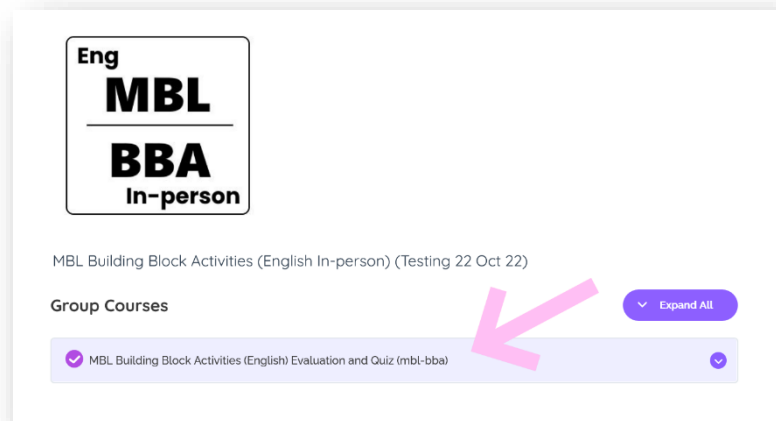 Eng
MBL
BBA
In-person
MBL Building Block Activities (English In-person) (Testing 22 Oct 22)
Group Courses
Expand All
MBL Building Block Activities (English) Evaluation and Quiz (mbl-bba)